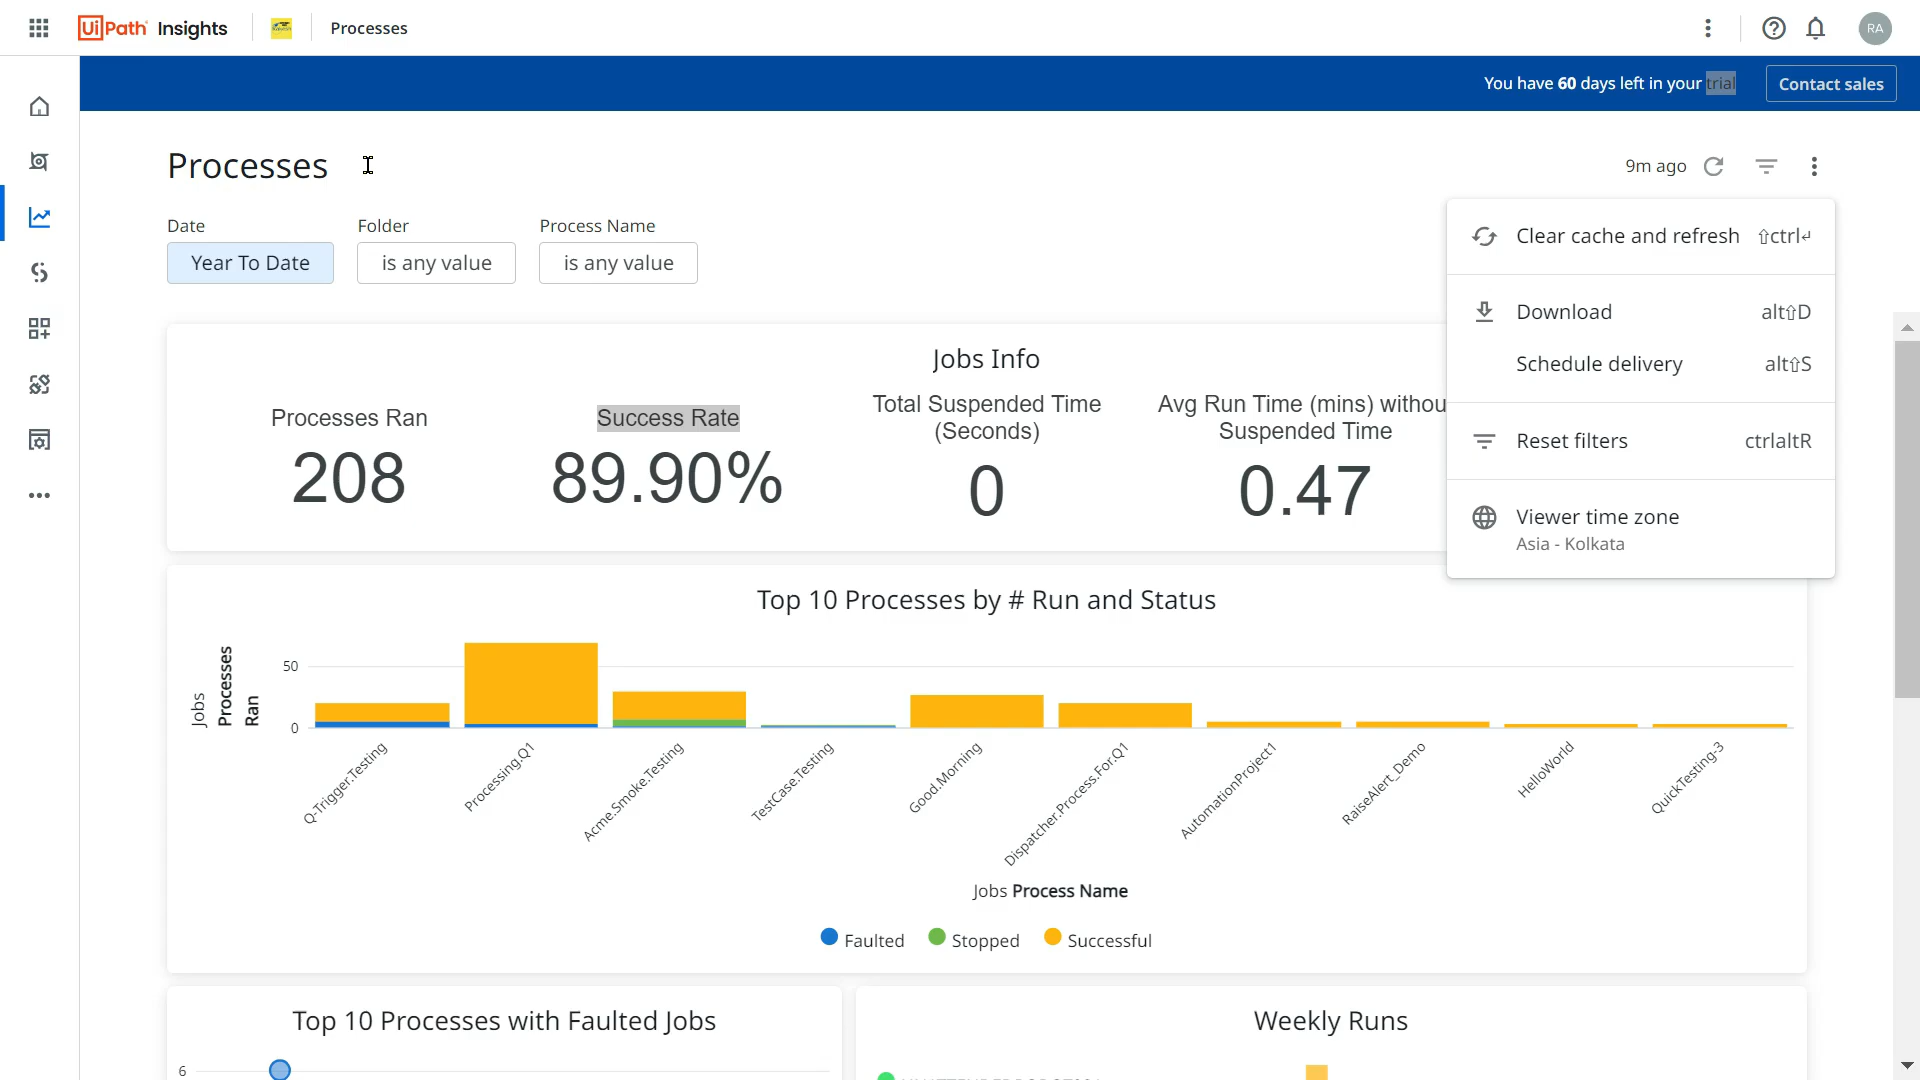 UiPath Insights
Processes
RA
You have 60 days left in your trial
Contact sales
Processes
9m ago
Date
Folder
Process Name
Year To Date
is any value
is any value
Clear cache and refresh ⇧ctrl↵
Download alt⇧D
Schedule delivery alt⇧S
Reset filters ctrlaltR
Viewer time zone
Asia - Kolkata
Jobs Info
Processes Ran
208
Success Rate
89.90%
Total Suspended Time
(Seconds)
0
Avg Run Time (mins) withou
Suspended Time
0.47
Top 10 Processes by # Run and Status
Jobs
Processes
Ran
50
0
Q-Trigger.Testing
Processing.Q1
Acme.Smoke.Testing
TestCase.Testing
Good.Morning
Dispatcher.Process.For.Q1
AutomationProject1
RaiseAlert_Demo
HelloWorld
QuickTesting-3
Jobs Process Name
Faulted
Stopped
Successful
Top 10 Processes with Faulted Jobs
6
Weekly Runs